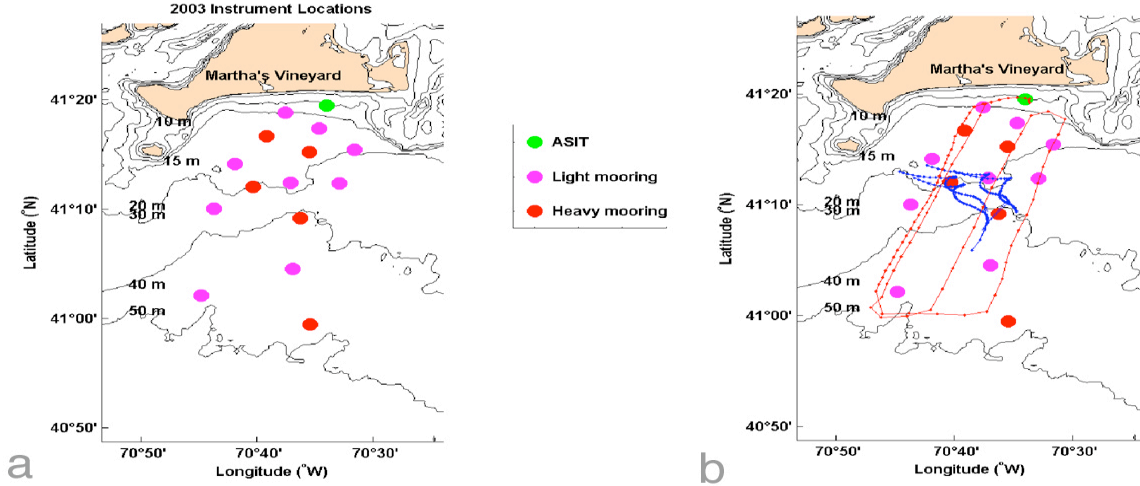 2003 Instrument Locations
Martha's Vineyard
41°20'
10 m
15 m
20 m
30 m
41°10'
40 m
50 m
41°00'
40°50'
70°50'
70°40'
70°30'
Latitude (°N)
Longitude (°W)
a
ASIT
Light mooring
Heavy mooring
Martha's Vineyard
41°20'
10 m
15 m
20 m
30 m
41°10'
40 m
50 m
41°00'
40°50'
70°50'
70°40'
70°30'
Latitude (°N)
Longitude (°W)
b